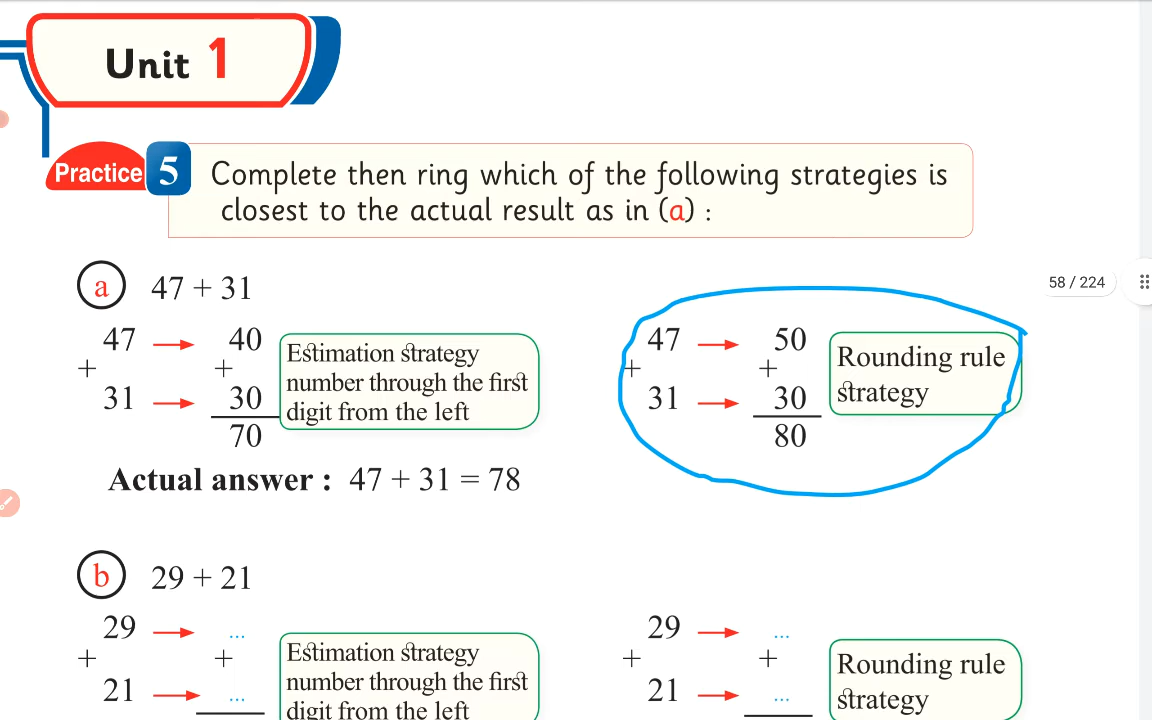 Unit 1
Practice 5 Complete then ring which of the following strategies is
closest to the actual result as in (a) :
58 / 224
a 47 + 31
47 → 40
+ +
31 → 30
70
Estimation strategy
number through the first
digit from the left
47 → 50
+ +
31 → 30
80
Rounding rule
strategy
Actual answer : 47 + 31 = 78
b 29 + 21
29 → ...
+ +
21 → ...
Estimation strategy
number through the first
digit from the left
29 → ...
+ +
21 → ...
Rounding rule
strategy